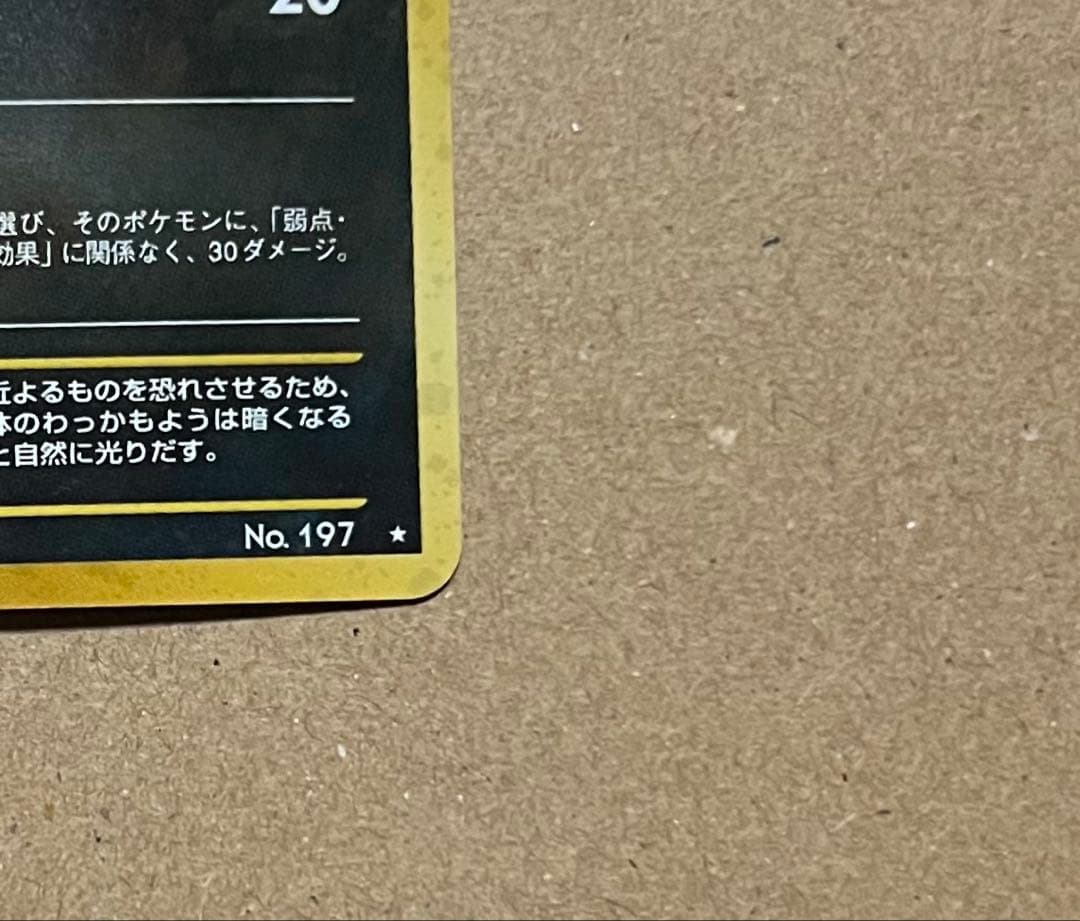 20
選び、そのポケモンに、「弱点・
効果」に関係なく、30ダメージ。
近よるものを恐れさせるため、
体のわっかもようは暗くなる
と自然に光りだす。
No. 197 ★